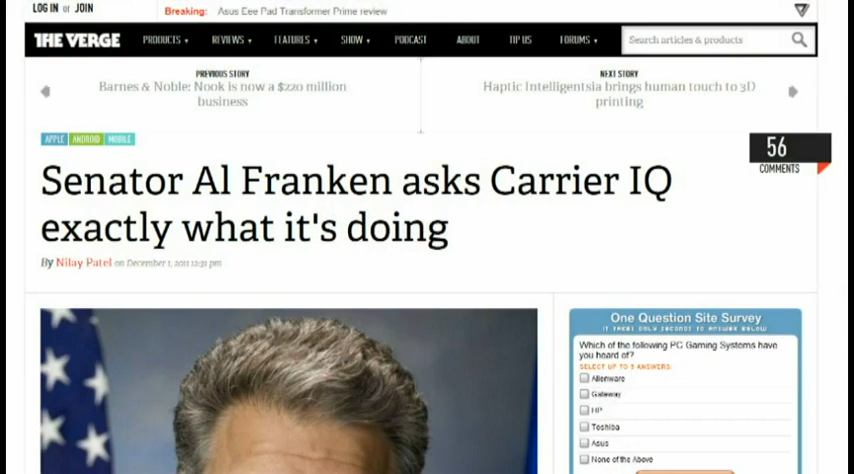 LOG IN or JOIN
Breaking: Asus Eee Pad Transformer Prime review
THE VERGE PRODUCTS REVIEWS FEATURES SHOW PODCAST ABOUT TIP US FORUMS Search articles & products
PREVIOUS STORY
Barnes & Noble: Nook is now a $220 million
business
NEXT STORY
Haptic Intelligentsia brings human touch to 3D
printing
APPLE ANDROID MOBILE
56
COMMENTS
Senator Al Franken asks Carrier IQ
exactly what it's doing
By Nilay Patel on December 1, 2011 12:31 pm
One Question Site Survey
IT TAKES ONLY SECONDS TO ANSWER BELOW
Which of the following PC Gaming Systems have
you heard of?
SELECT UP TO 5 ANSWERS
Alienware
Gateway
HP
Toshiba
Asus
None of the Above